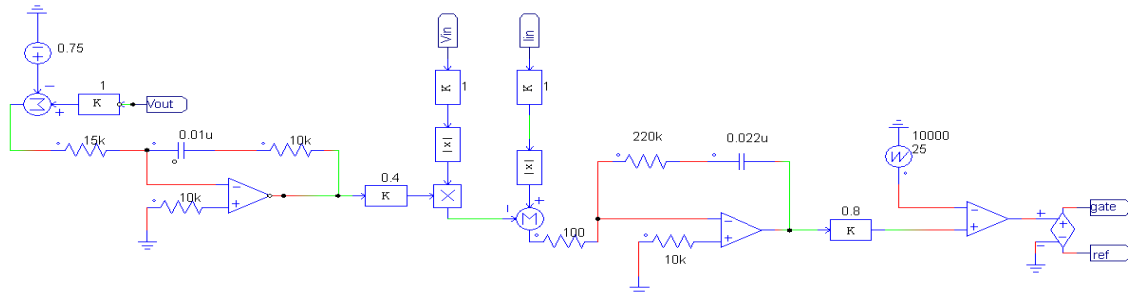 Vin
Iin
0.75
1
K
Vout
1
K
1
K
15k
0.01u
10k
|x|
|x|
220k
0.022u
10000
25
10k
0.4
K
100
10k
0.8
K
gate
ref